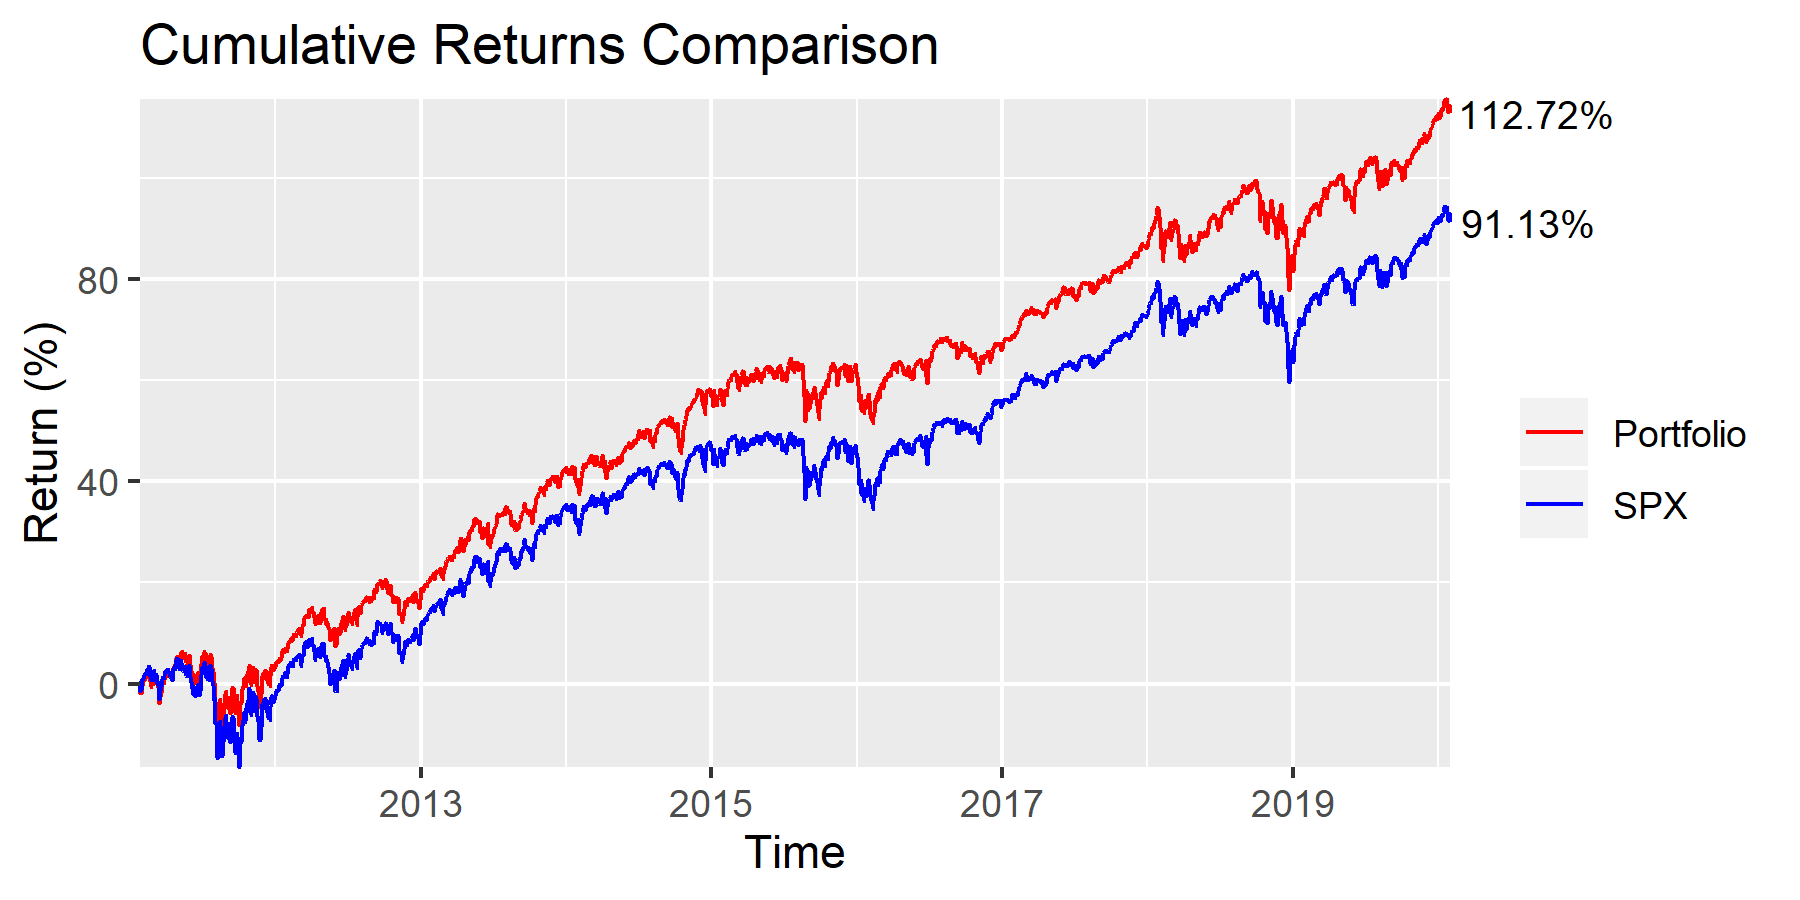 Cumulative Returns Comparison
112.72%
91.13%
80
40
0
Return (%)
2013
2015
2017
2019
Time
Portfolio
SPX